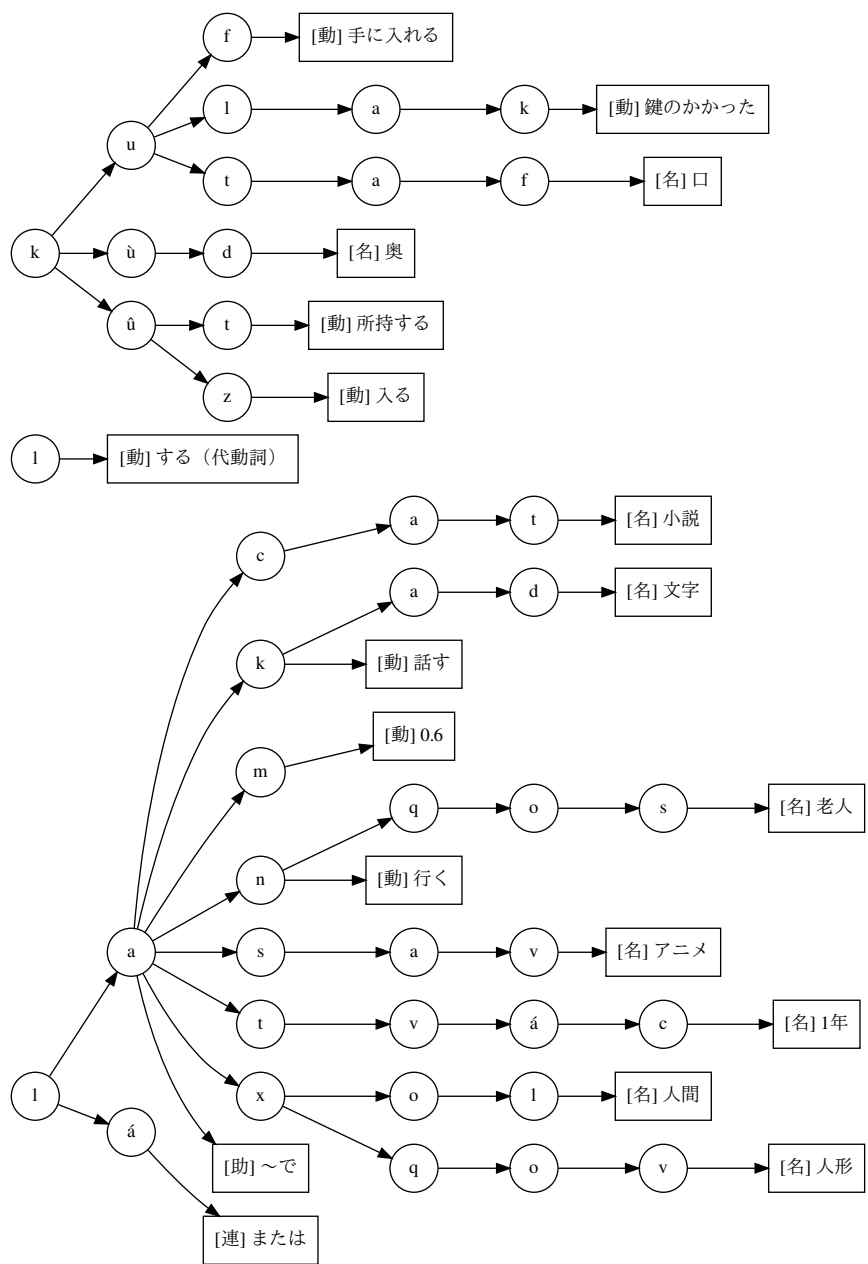 f [動] 手に入れる
l a k [動] 鍵のかかった
u
t a f [名] 口
k ù d [名] 奥
û t [動] 所持する
z [動] 入る
l [動] する（代動詞）
a t [名] 小説
c
a d [名] 文字
k [動] 話す
m [動] 0.6
q o s [名] 老人
n [動] 行く
a s a v [名] アニメ
t v á c [名] 1年
l x o l [名] 人間
á
[助] 〜で q o v [名] 人形
[連] または